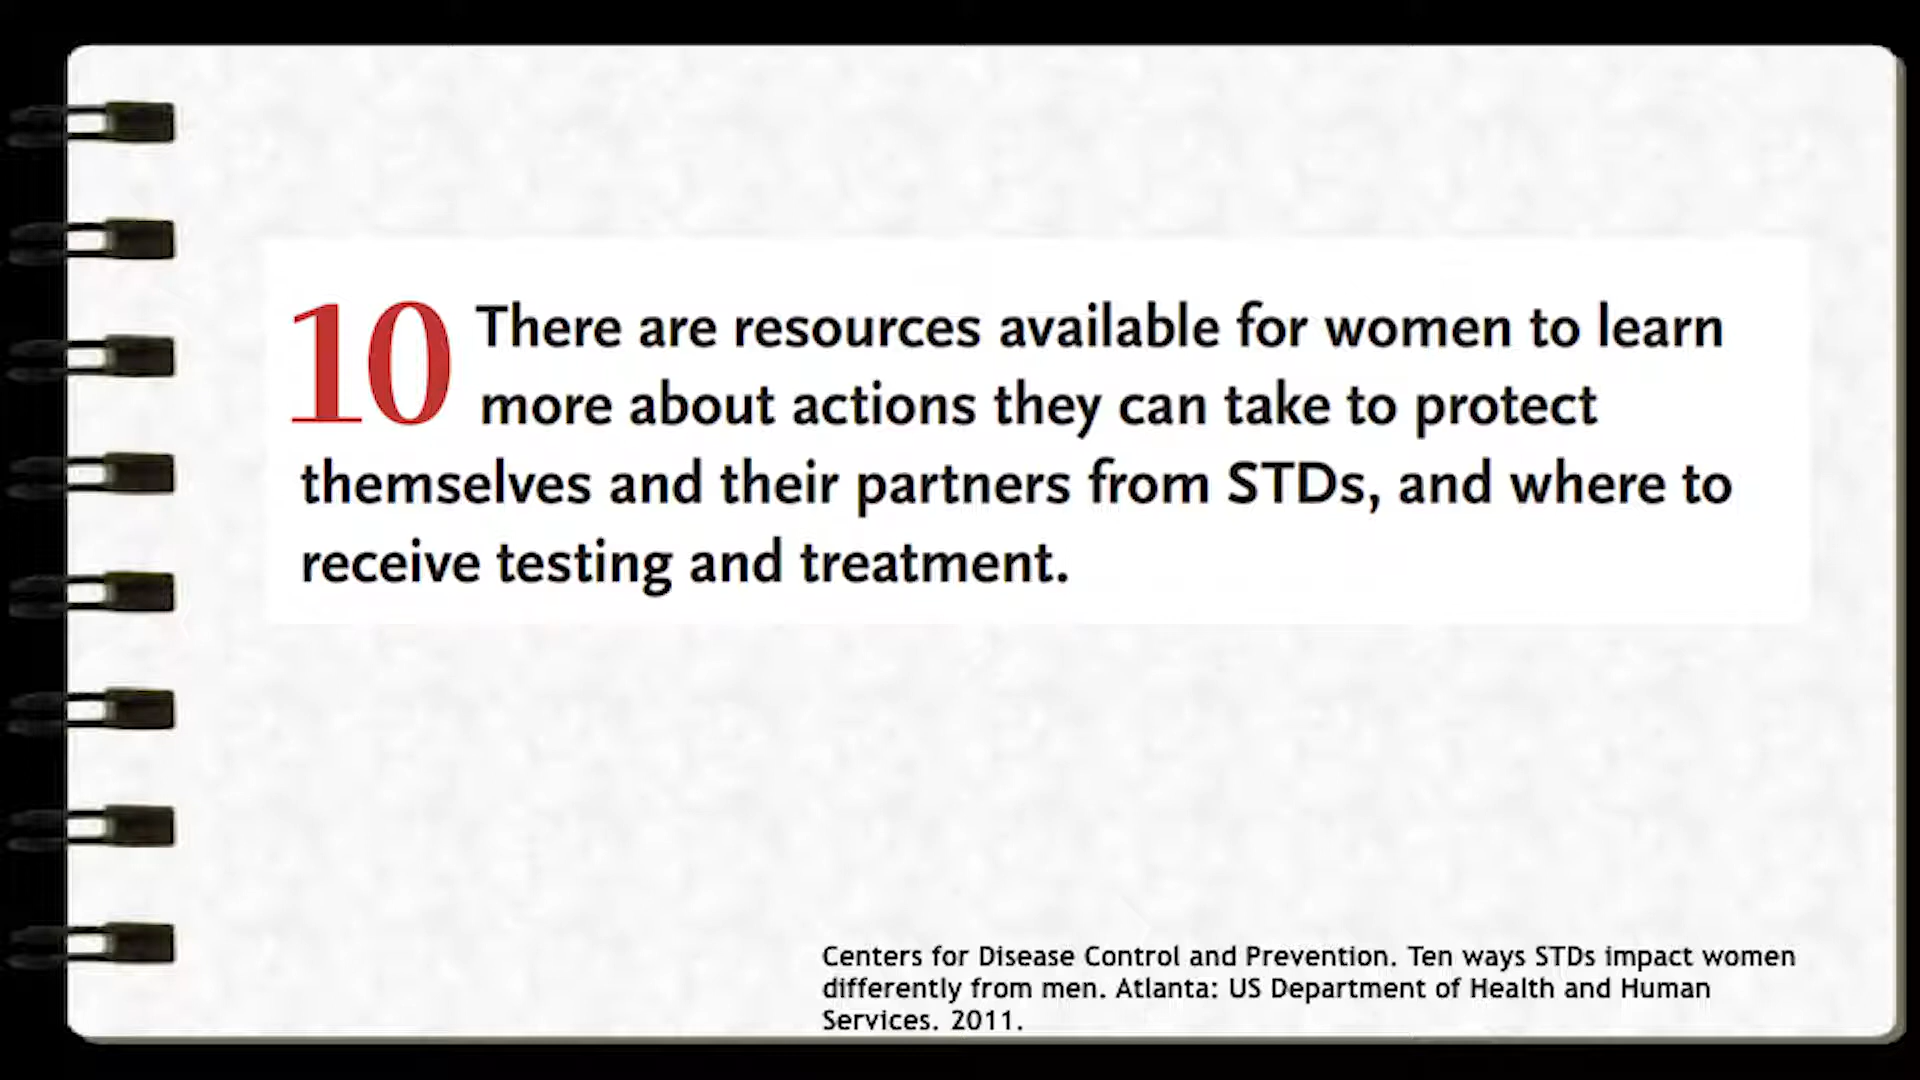 10 There are resources available for women to learn
more about actions they can take to protect
themselves and their partners from STDs, and where to
receive testing and treatment.
Centers for Disease Control and Prevention. Ten ways STDs impact women
differently from men. Atlanta: US Department of Health and Human
Services. 2011.